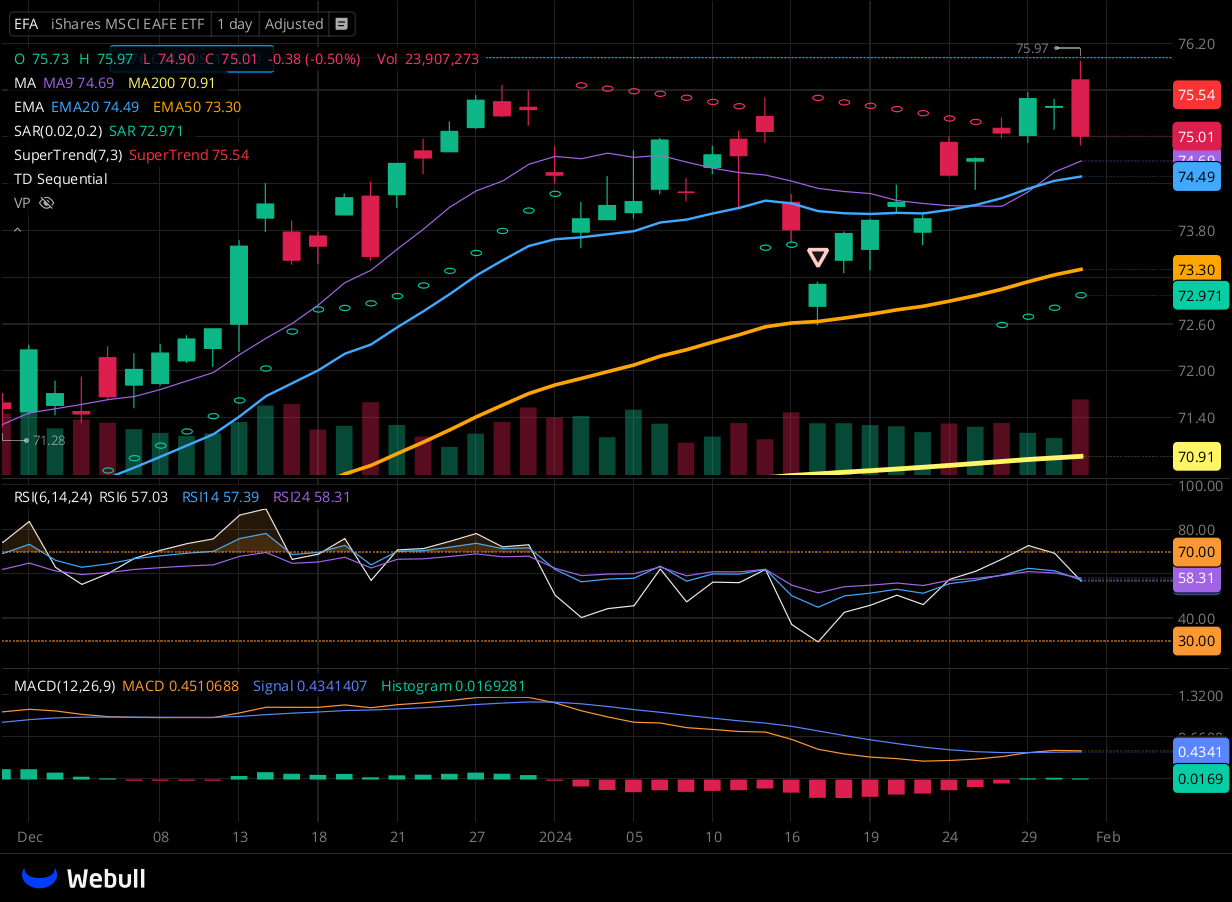 EFA iShares MSCI EAFE ETF 1 day Adjusted
O 75.73 H 75.97 L 74.90 C 75.01 -0.38 (-0.50%) Vol 23,907,273
MA MA9 74.69 MA200 70.91
EMA EMA20 74.49 EMA50 73.30
SAR(0.02,0.2) SAR 72.971
SuperTrend(7,3) SuperTrend 75.54
TD Sequential
VP
75.97
71.28
76.20
75.54
75.01
74.69
74.49
73.80
73.30
72.971
72.60
72.00
71.40
70.91
RSI(6,14,24) RSI6 57.03 RSI14 57.39 RSI24 58.31
100.00
80.00
70.00
58.31
40.00
30.00
MACD(12,26,9) MACD 0.4510688 Signal 0.4341407 Histogram 0.0169281
1.3200
0.4341
0.0169
Dec 08 13 18 21 27 2024 05 10 16 19 24 29 Feb
Webull